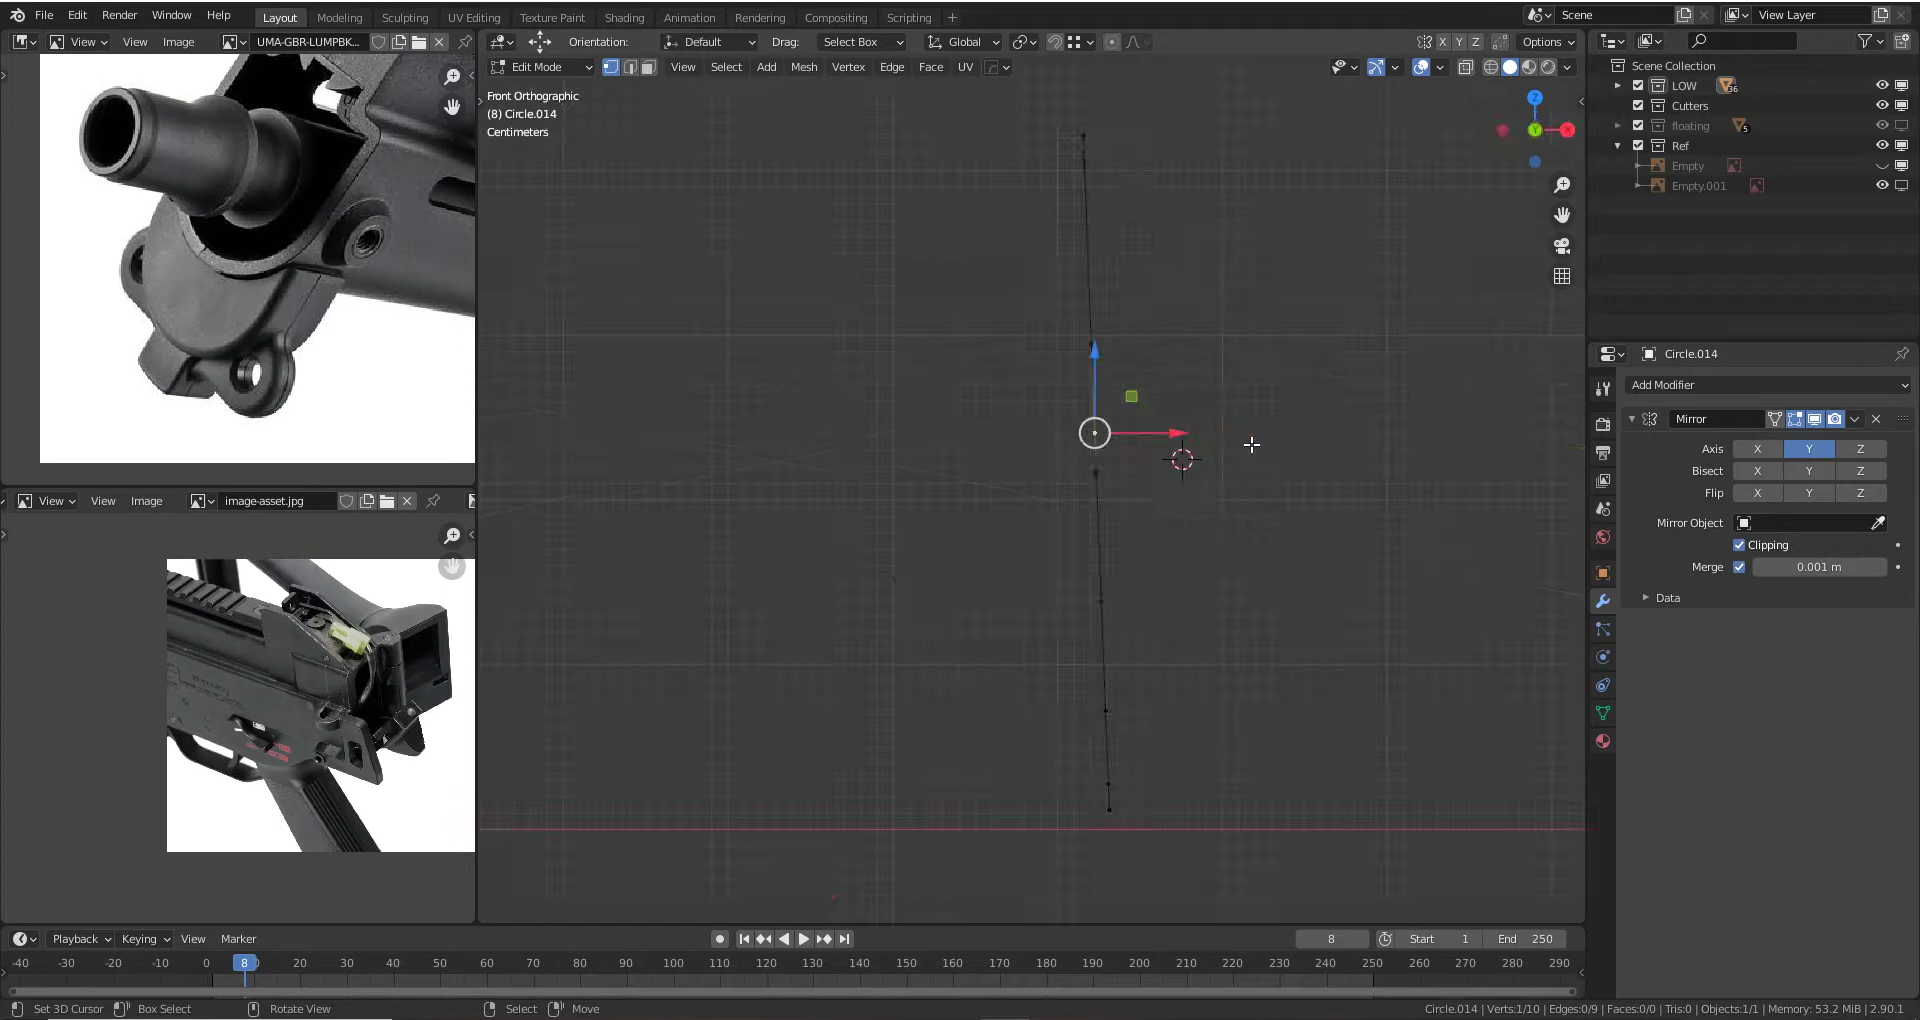 File Edit Render Window Help Layout Modeling Sculpting UV Editing Texture Paint Shading Animation Rendering Compositing Scripting + Scene View Layer
View View Image UMA-GBR-LUMPBK... Orientation: Default Drag: Select Box Global X Y Z Options
Edit Mode View Select Add Mesh Vertex Edge Face UV
Front Orthographic
(8) Circle.014
Centimeters
Scene Collection
LOW 36
Cutters
floating 5
Ref
Empty
Empty.001
Circle.014
Add Modifier
Mirror
Axis X Y Z
Bisect X Y Z
Flip X Y Z
Mirror Object
Clipping
Merge 0.001 m
Data
View View Image image-asset.jpg
Playback Keying View Marker 8 Start 1 End 250
-40 -30 -20 -10 0 8 20 30 40 50 60 70 80 90 100 110 120 130 140 150 160 170 180 190 200 210 220 230 240 250 260 270 280 290
Set 3D Cursor Box Select Rotate View Select Move Circle.014 | Verts:1/10 | Edges:0/9 | Faces:0/0 | Tris:0 | Objects:1/1 | Memory: 53.2 MiB | 2.90.1